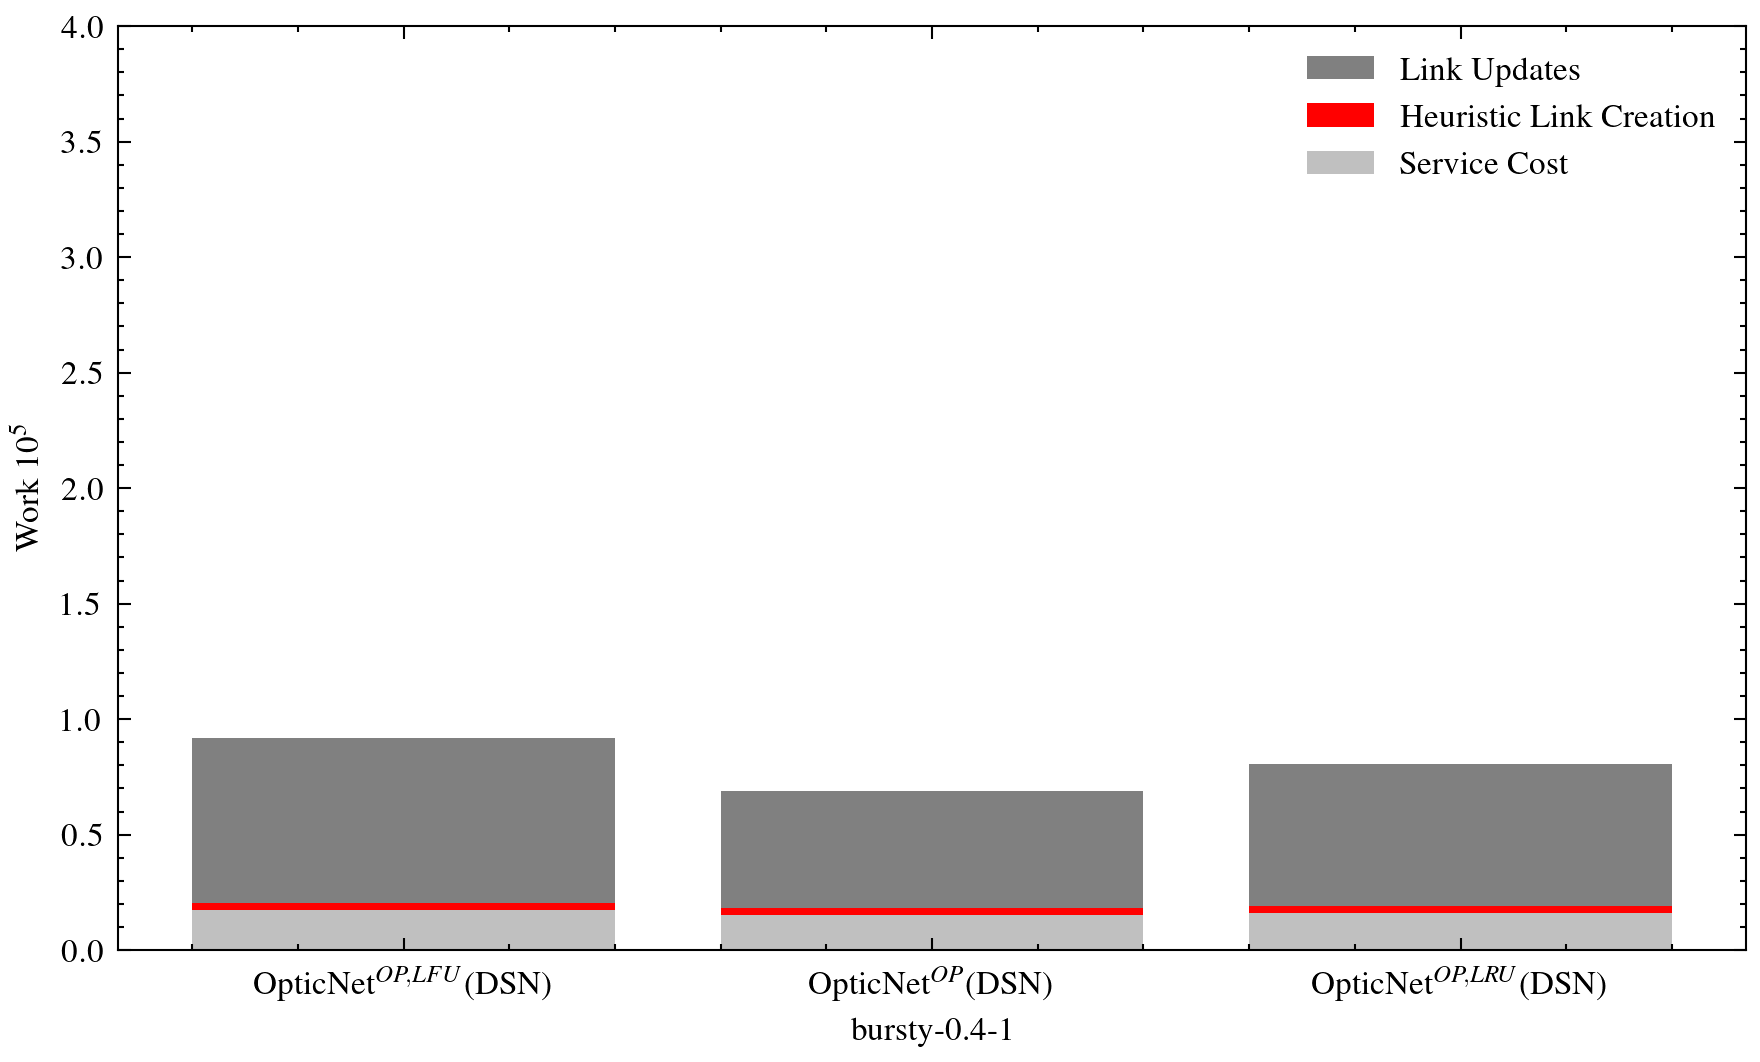 4.0
3.5
3.0
2.5
2.0
1.5
1.0
0.5
0.0
Work 10⁵
Link Updates
Heuristic Link Creation
Service Cost
OpticNet^{OP,LFU}(DSN)
OpticNet^{OP}(DSN)
OpticNet^{OP,LRU}(DSN)
bursty-0.4-1